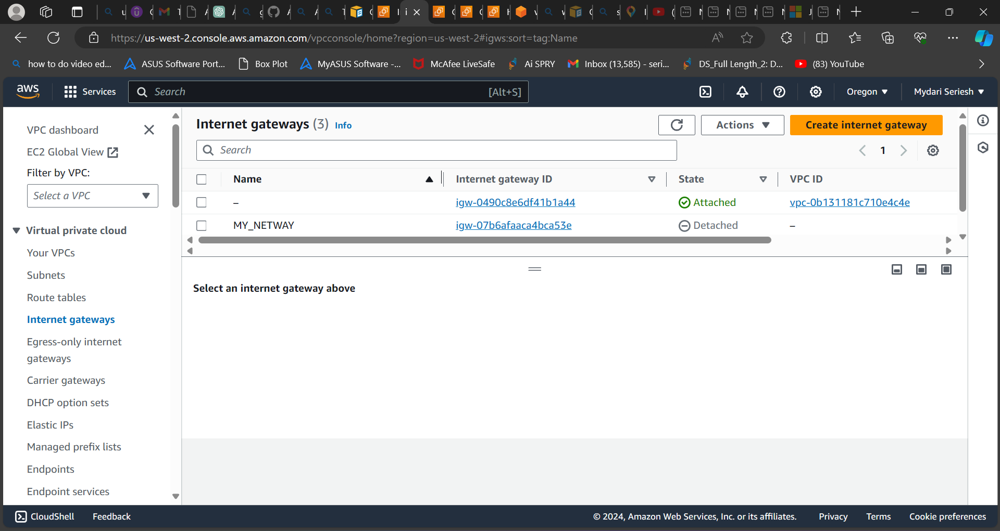 https://us-west-2.console.aws.amazon.com/vpcconsole/home?region=us-west-2#igws:sort=tag:Name
how to do video ed... ASUS Software Port... Box Plot MyASUS Software -... McAfee LiveSafe Ai SPRY Inbox (13,585) - seri... DS_Full Length_2: D... (83) YouTube
aws Services Search [Alt+S] Oregon Mydari Seriesh
VPC dashboard
EC2 Global View
Filter by VPC:
Select a VPC
Virtual private cloud
Your VPCs
Subnets
Route tables
Internet gateways
Egress-only internet
gateways
Carrier gateways
DHCP option sets
Elastic IPs
Managed prefix lists
Endpoints
Endpoint services
Internet gateways (3) Info Actions Create internet gateway
Search 1
Name Internet gateway ID State VPC ID
– igw-0490c8e6df41b1a44 Attached vpc-0b131181c710e4c4e
MY_NETWAY igw-07b6afaaca4bca53e Detached –
Select an internet gateway above
CloudShell Feedback © 2024, Amazon Web Services, Inc. or its affiliates. Privacy Terms Cookie preferences